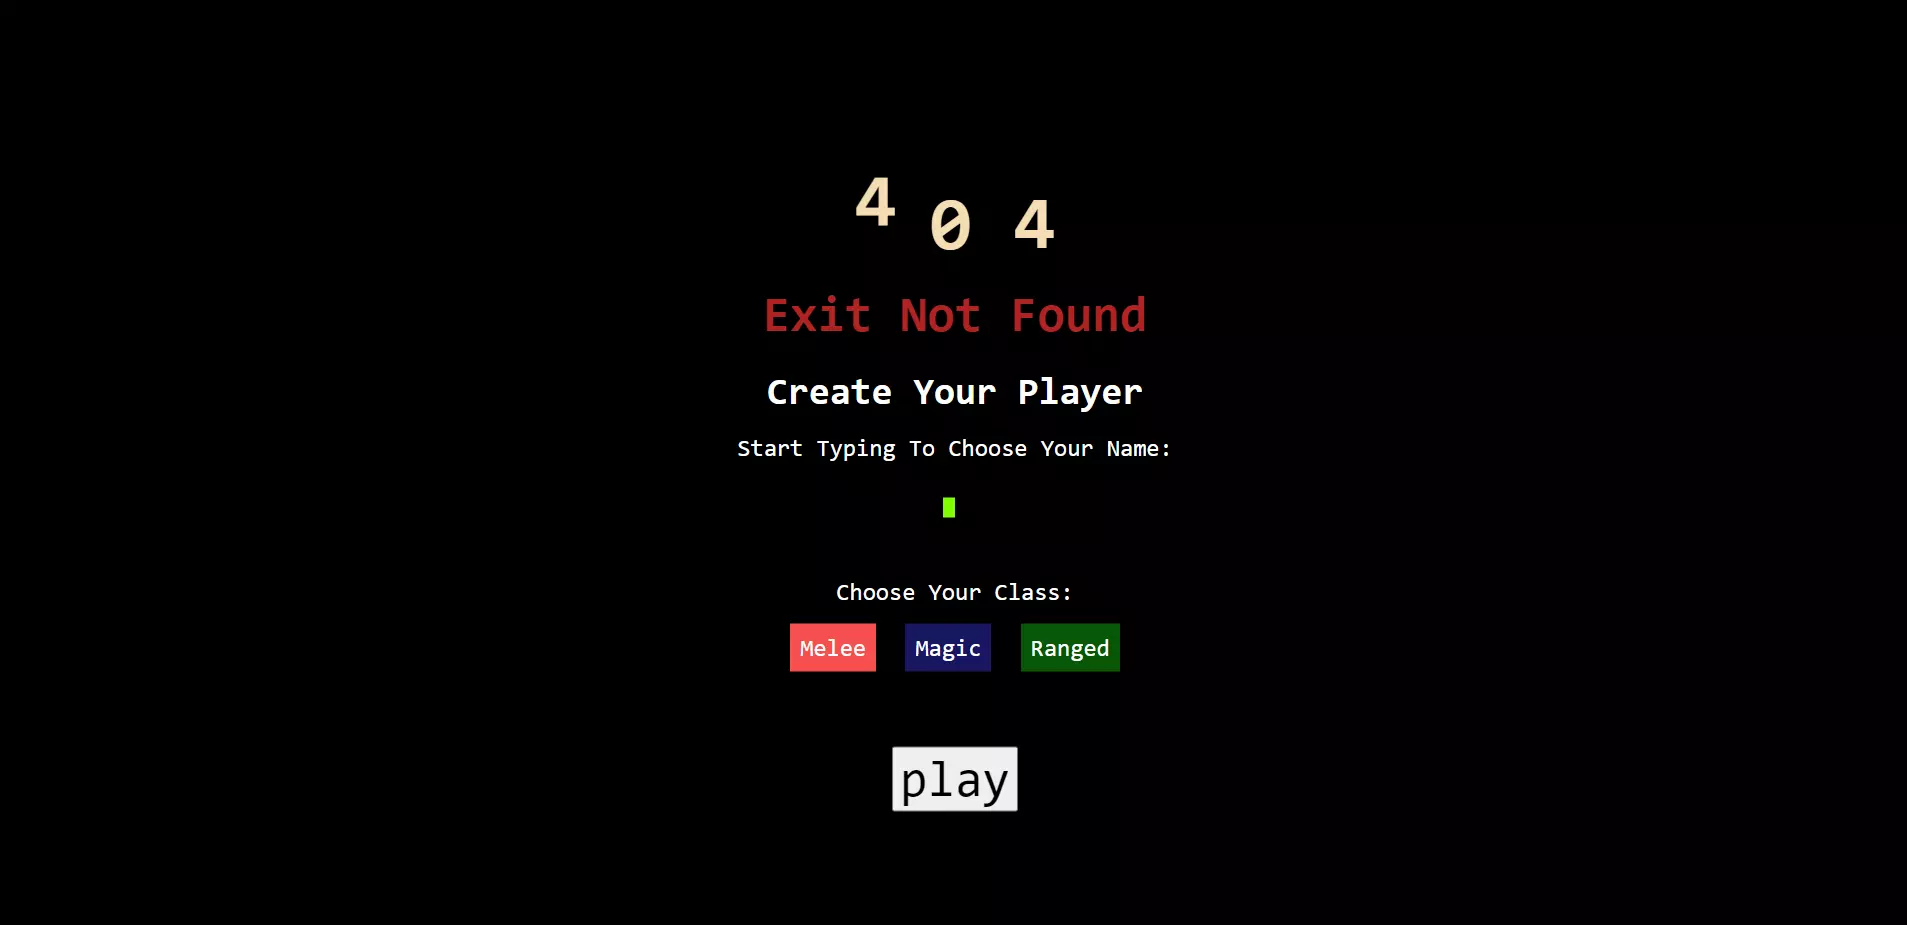 4 0 4
Exit Not Found
Create Your Player
Start Typing To Choose Your Name:
Choose Your Class:
Melee Magic Ranged
play